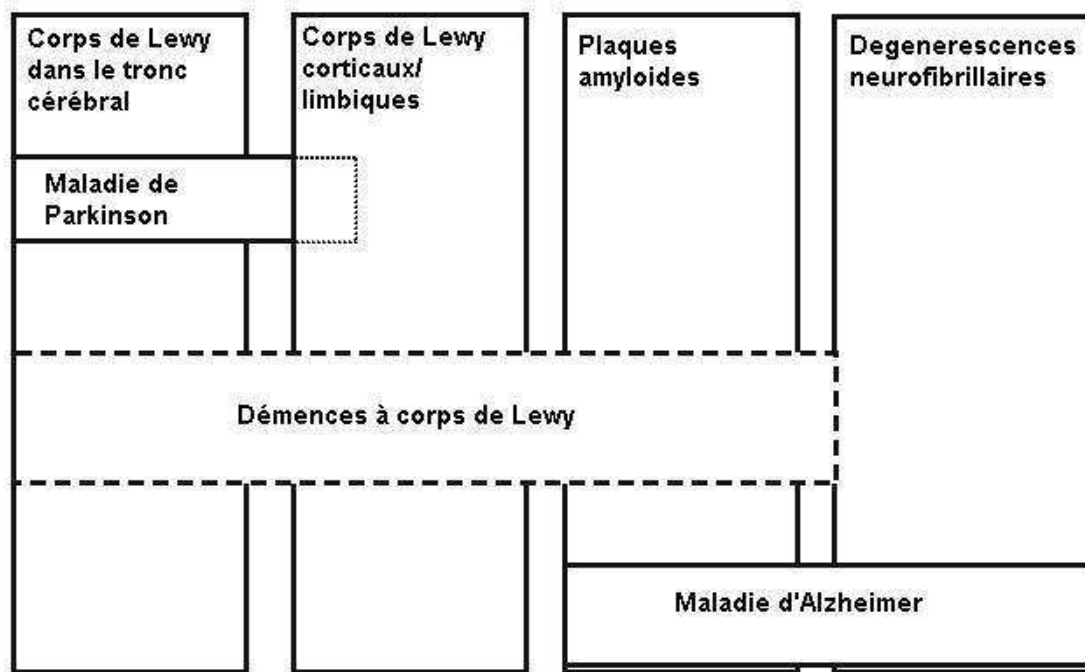 Corps de Lewy
dans le tronc
cérébral
Corps de Lewy
corticaux/
limbiques
Plaques
amyloides
Degenerescences
neurofibrillaires
Maladie de
Parkinson
Démences à corps de Lewy
Maladie d'Alzheimer